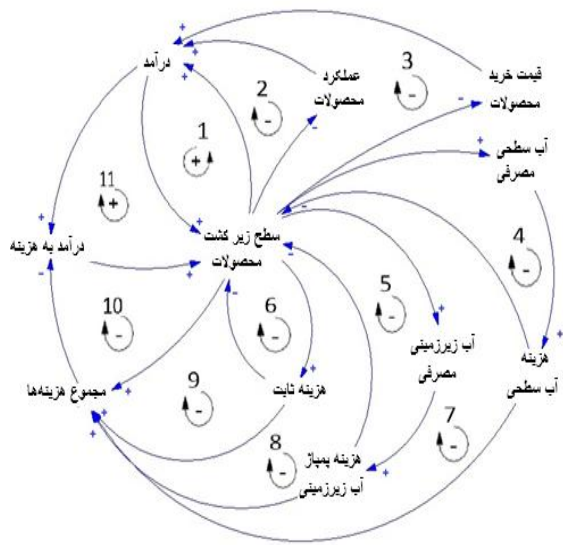 درآمد
عملکرد
محصولات
قیمت خرید
محصولات
آب سطحی
مصرفی
سطح زیر کشت
محصولات
درآمد به هزینه
آب زیرزمینی
مصرفی
هزینه
آب سطحی
مجموع هزینه‌ها
هزینه ثابت
هزینه پمپاژ
آب زیرزمینی
1
+
2
-
3
-
4
-
5
-
6
-
7
-
8
-
9
-
10
-
11
+